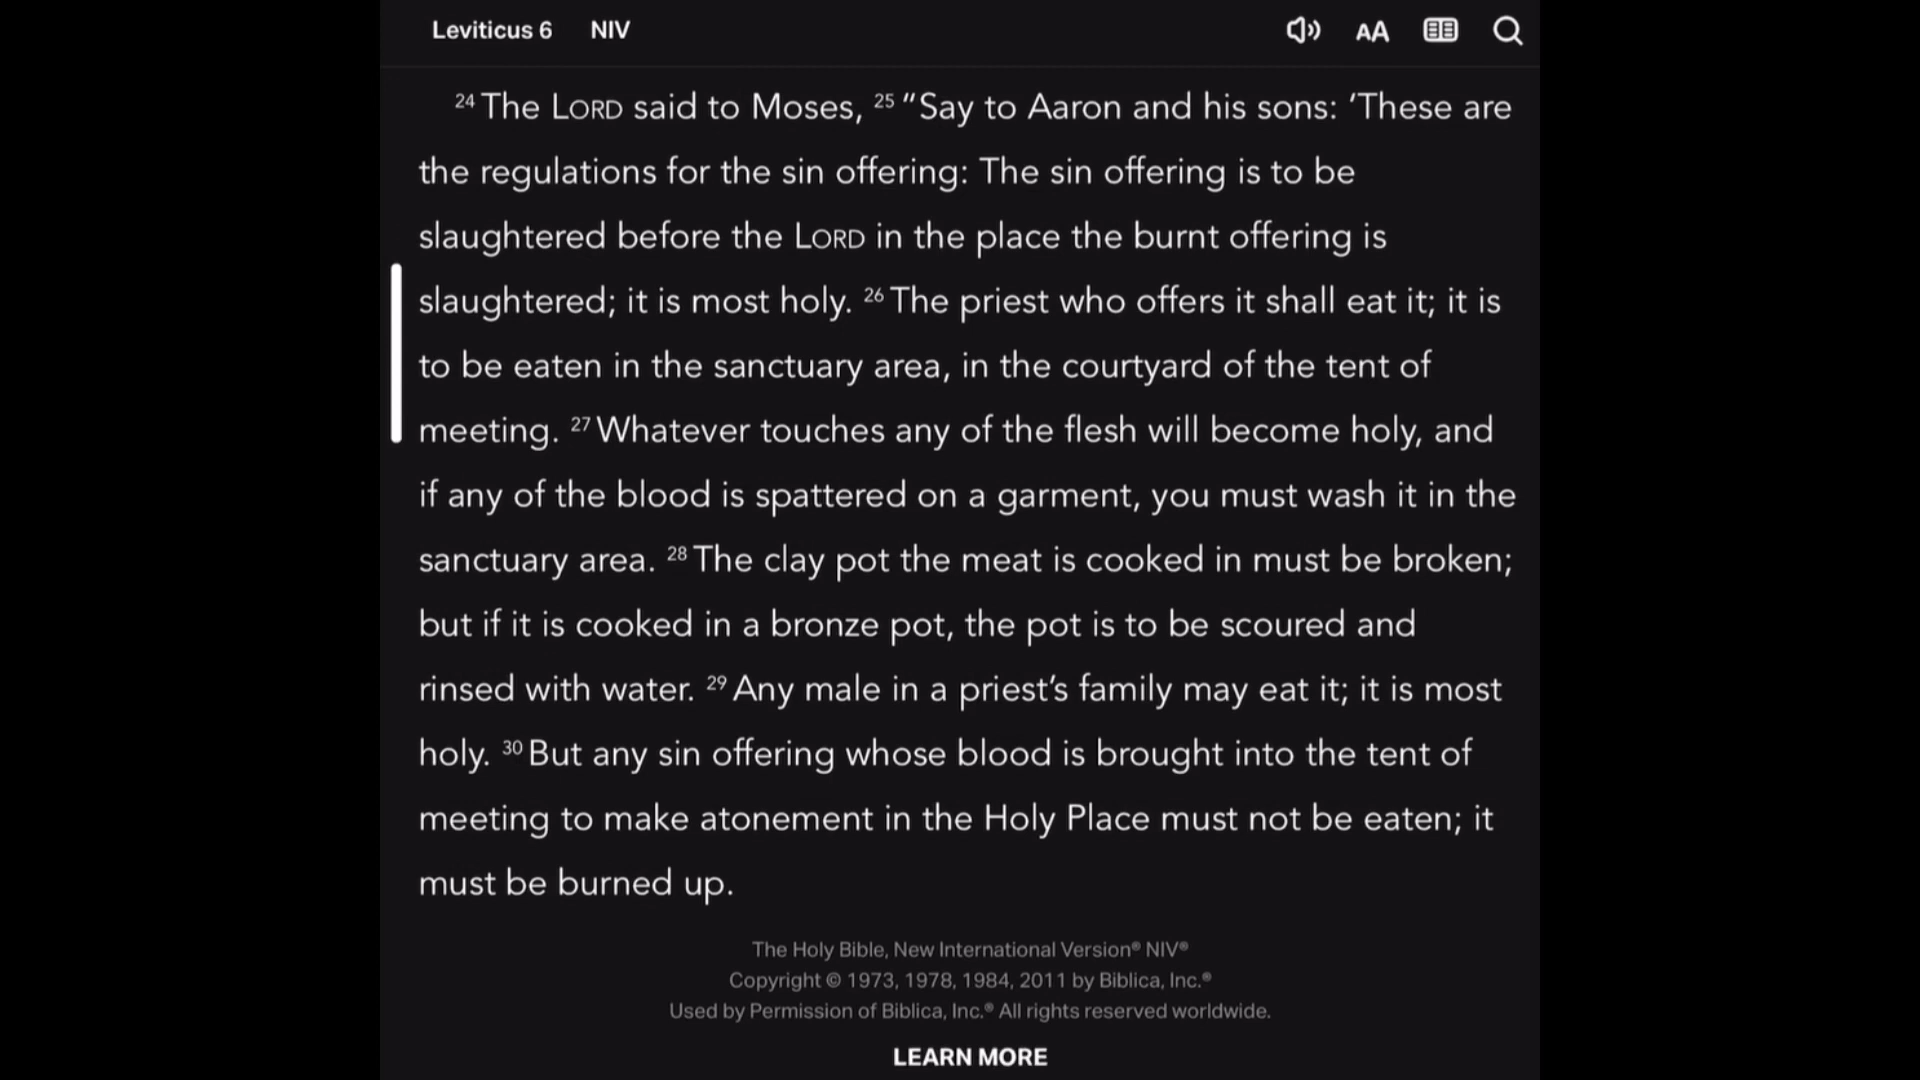 Leviticus 6 NIV AA
24 The LORD said to Moses, 25 “Say to Aaron and his sons: ‘These are
the regulations for the sin offering: The sin offering is to be
slaughtered before the LORD in the place the burnt offering is
slaughtered; it is most holy. 26 The priest who offers it shall eat it; it is
to be eaten in the sanctuary area, in the courtyard of the tent of
meeting. 27 Whatever touches any of the flesh will become holy, and
if any of the blood is spattered on a garment, you must wash it in the
sanctuary area. 28 The clay pot the meat is cooked in must be broken;
but if it is cooked in a bronze pot, the pot is to be scoured and
rinsed with water. 29 Any male in a priest’s family may eat it; it is most
holy. 30 But any sin offering whose blood is brought into the tent of
meeting to make atonement in the Holy Place must not be eaten; it
must be burned up.
The Holy Bible, New International Version® NIV®
Copyright © 1973, 1978, 1984, 2011 by Biblica, Inc.®
Used by Permission of Biblica, Inc.® All rights reserved worldwide.
LEARN MORE